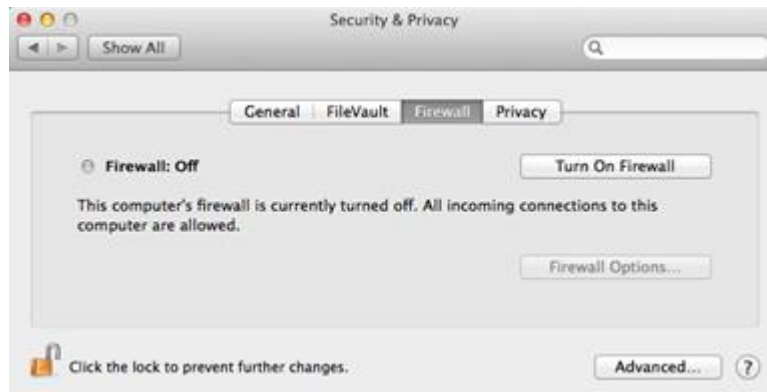 Security & Privacy
Show All
General FileVault Firewall Privacy
Firewall: Off
Turn On Firewall
This computer's firewall is currently turned off. All incoming connections to this
computer are allowed.
Firewall Options...
Click the lock to prevent further changes.
Advanced...
?